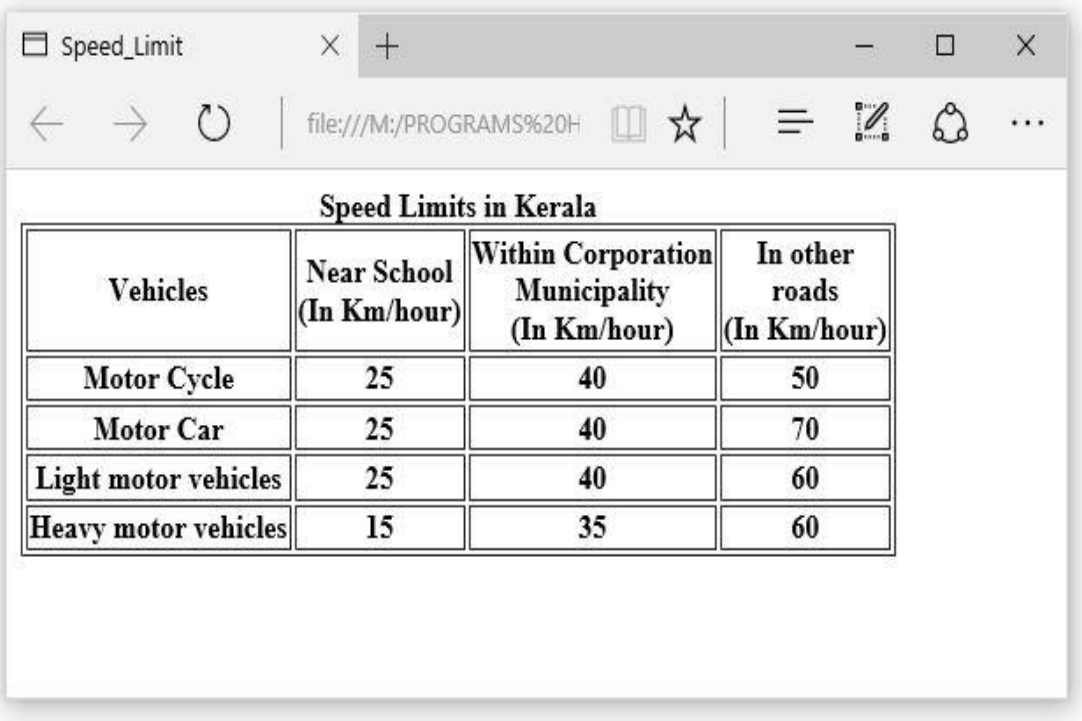 Speed_Limit
file:///M:/PROGRAMS%20H
Speed Limits in Kerala
Vehicles
Near School
(In Km/hour)
Within Corporation
Municipality
(In Km/hour)
In other
roads
(In Km/hour)
Motor Cycle 25 40 50
Motor Car 25 40 70
Light motor vehicles 25 40 60
Heavy motor vehicles 15 35 60